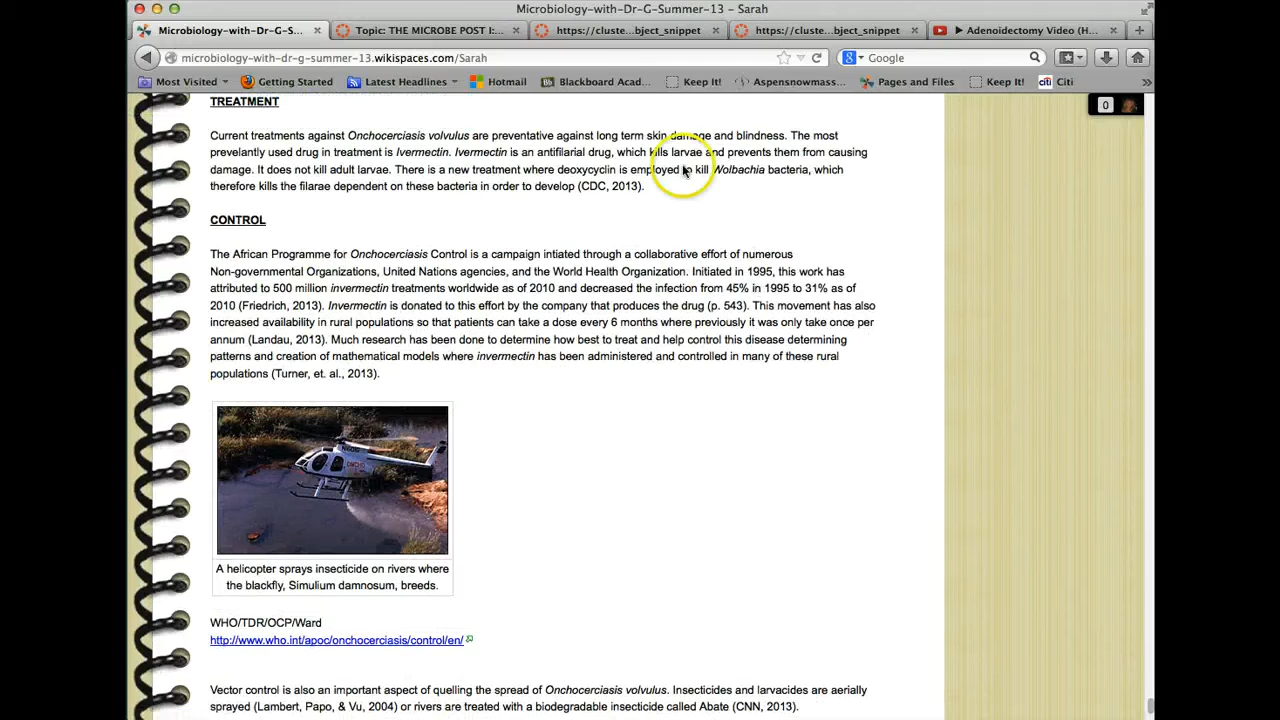 Microbiology-with-Dr-G-Summer-13 - Sarah
Microbiology-with-Dr-G-S... Topic: THE MICROBE POST I:... https://cluste...bject_snippet https://cluste...bject_snippet Adenoidectomy Video (H...
microbiology-with-dr-g-summer-13.wikispaces.com/Sarah Google
Most Visited Getting Started Latest Headlines Hotmail Blackboard Acad... Keep It! Aspensowmass... Pages and Files Keep It! citi Citi »
0
TREATMENT
Current treatments against Onchocerciasis volvulus are preventative against long term skin damage and blindness. The most
prevelantly used drug in treatment is Ivermectin. Ivermectin is an antifilarial drug, which kills larvae and prevents them from causing
damage. It does not kill adult larvae. There is a new treatment where deoxycyclin is employed to kill Wolbachia bacteria, which
therefore kills the filarae dependent on these bacteria in order to develop (CDC, 2013).
CONTROL
The African Programme for Onchocerciasis Control is a campaign intiated through a collaborative effort of numerous
Non-governmental Organizations, United Nations agencies, and the World Health Organization. Initiated in 1995, this work has
attributed to 500 million invermectin treatments worldwide as of 2010 and decreased the infection from 45% in 1995 to 31% as of
2010 (Friedrich, 2013). Invermectin is donated to this effort by the company that produces the drug (p. 543). This movement has also
increased availability in rural populations so that patients can take a dose every 6 months where previously it was only take once per
annum (Landau, 2013). Much research has been done to determine how best to treat and help control this disease determining
patterns and creation of mathematical models where invermectin has been administered and controlled in many of these rural
populations (Turner, et. al., 2013).
A helicopter sprays insecticide on rivers where
the blackfly, Simulium damnosum, breeds.
WHO/TDR/OCP/Ward
http://www.who.int/apoc/onchocerciasis/control/en/
Vector control is also an important aspect of quelling the spread of Onchocerciasis volvulus. Insecticides and larvacides are aerially
sprayed (Lambert, Papo, & Vu, 2004) or rivers are treated with a biodegradable insecticide called Abate (CNN, 2013).